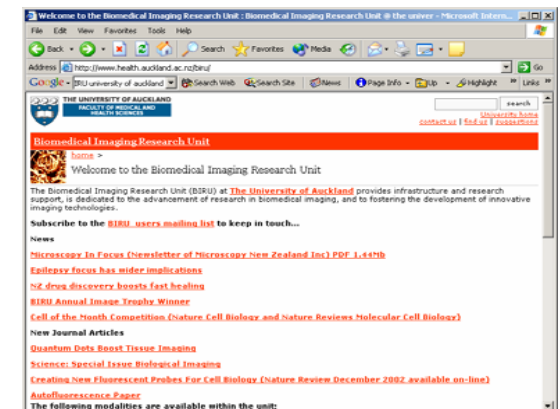 Welcome to the Biomedical Imaging Research Unit : Biomedical Imaging Research Unit @ the univer - Microsoft Intern...
File Edit View Favorites Tools Help
Back Search Favorites Media
Address http://www.health.auckland.ac.nz/biru/ Go
Google BIRU university of auckland Search Web Search Site News Page Info Up Highlight Links
THE UNIVERSITY OF AUCKLAND
FACULTY OF MEDICAL AND
HEALTH SCIENCES
search
University home
contact us | find us | suggestions
Biomedical Imaging Research Unit
home >
Welcome to the Biomedical Imaging Research Unit
The Biomedical Imaging Research Unit (BIRU) at The University of Auckland provides infrastructure and research
support, is dedicated to the advancement of research in biomedical imaging, and to fostering the development of innovative
imaging technologies.
Subscribe to the BIRU_users mailing list to keep in touch...
News
Microscopy In Focus (Newsletter of Microscopy New Zealand Inc) PDF 1.44Mb
Epilepsy focus has wider implications
NZ drug discovery boosts fast healing
BIRU Annual Image Trophy Winner
Cell of the Month Competition (Nature Cell Biology and Nature Reviews Molecular Cell Biology)
New Journal Articles
Quantum Dots Boost Tissue Imaging
Science: Special Issue Biological Imaging
Creating New Fluorescent Probes For Cell Biology (Nature Review December 2002 available on-line)
Autofluorescence Paper
The following modalities are available within the unit: